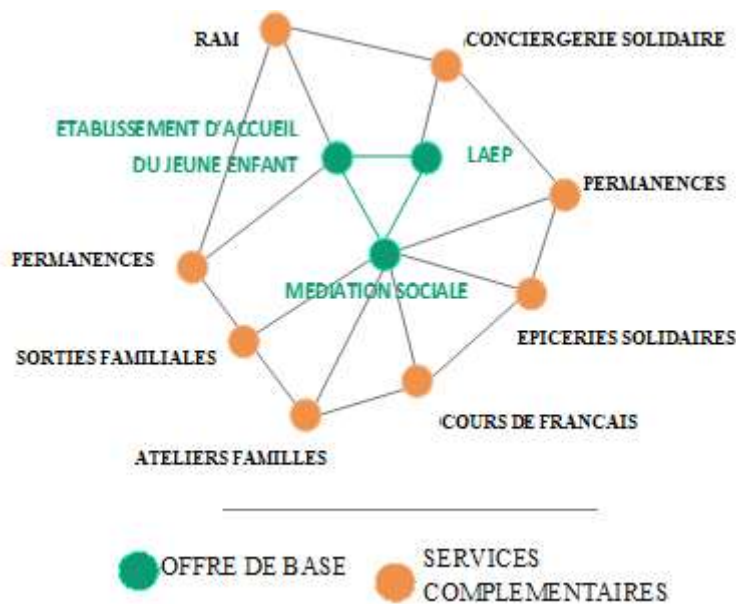 RAM
CONCIERGERIE SOLIDAIRE
ETABLISSEMENT D'ACCUEIL
DU JEUNE ENFANT
LAEP
PERMANENCES
PERMANENCES
MEDIATION SOCIALE
EPICERIES SOLIDAIRES
SORTIES FAMILIALES
COURS DE FRANCAIS
ATELIERS FAMILLES
OFFRE DE BASE
SERVICES
COMPLEMENTAIRES